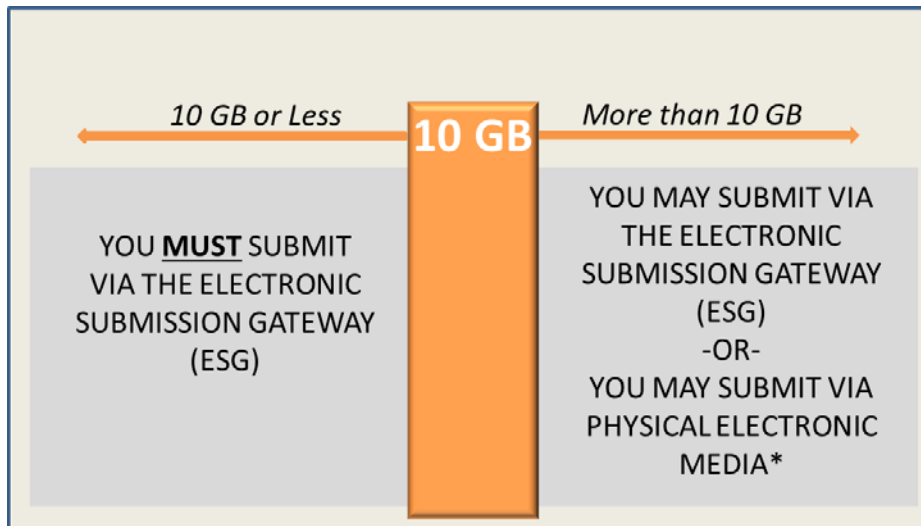 10 GB or Less
10 GB
More than 10 GB
YOU MUST SUBMIT
VIA THE ELECTRONIC
SUBMISSION GATEWAY
(ESG)
YOU MAY SUBMIT VIA
THE ELECTRONIC
SUBMISSION GATEWAY
(ESG)
-OR-
YOU MAY SUBMIT VIA
PHYSICAL ELECTRONIC
MEDIA*